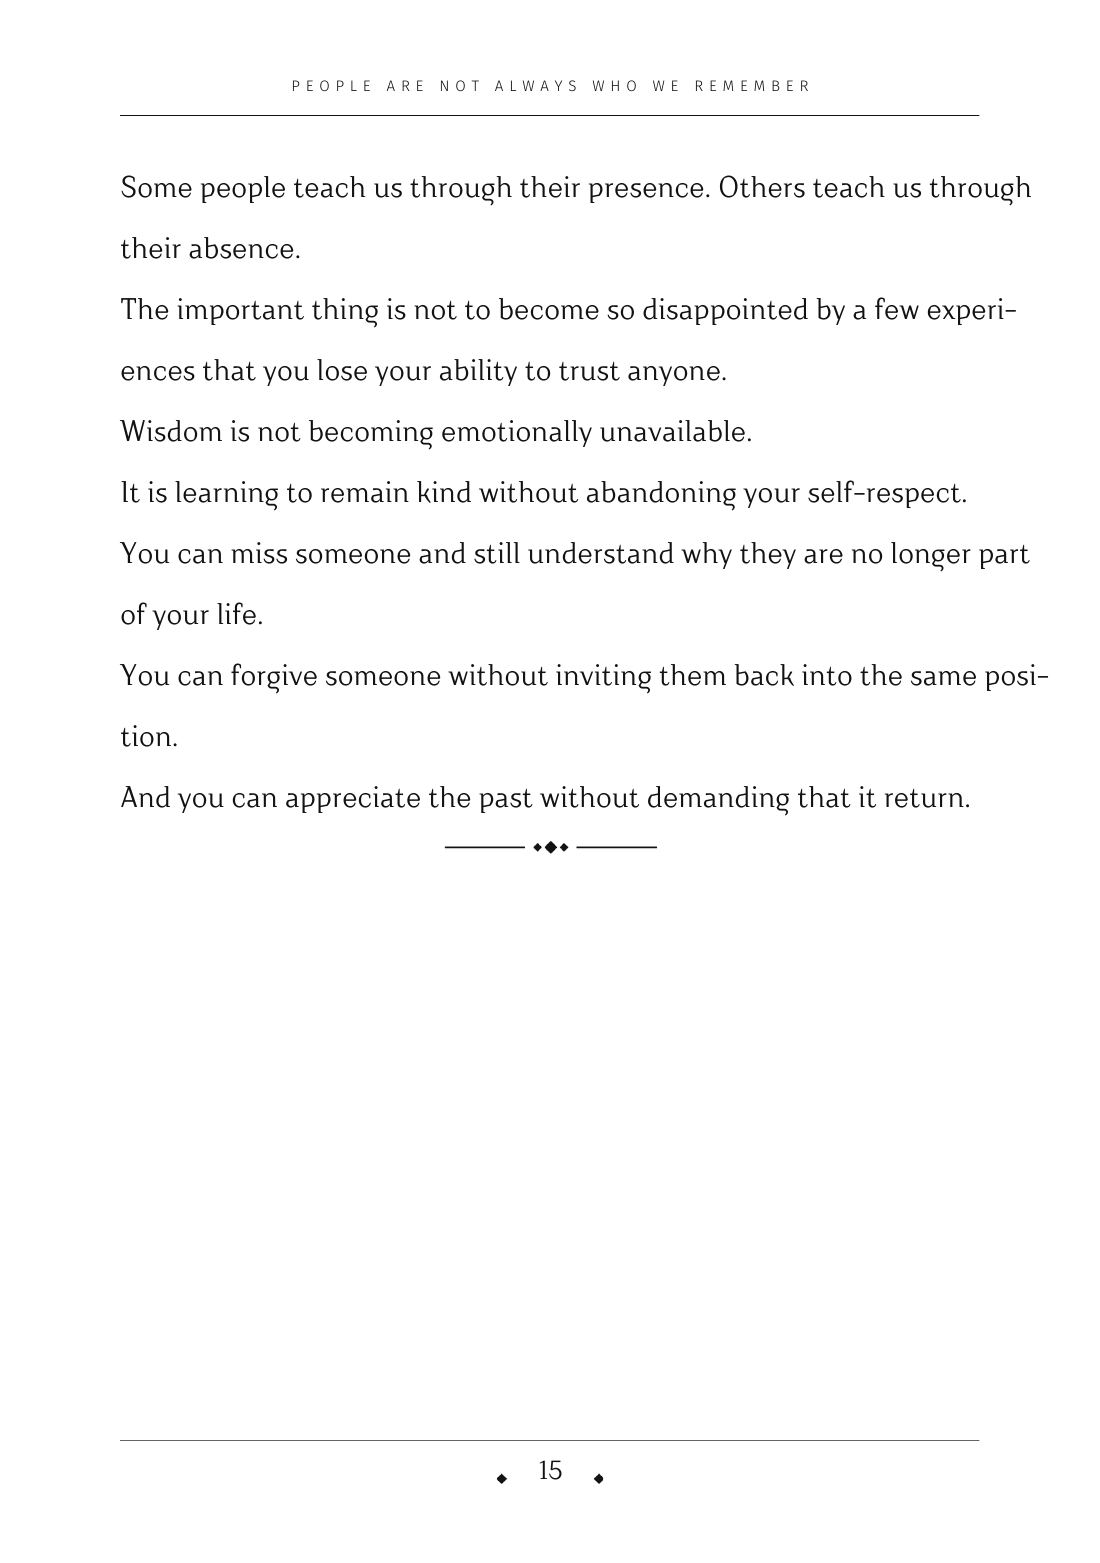 PEOPLE ARE NOT ALWAYS WHO WE REMEMBER
Some people teach us through their presence. Others teach us through
their absence.
The important thing is not to become so disappointed by a few experi-
ences that you lose your ability to trust anyone.
Wisdom is not becoming emotionally unavailable.
It is learning to remain kind without abandoning your self-respect.
You can miss someone and still understand why they are no longer part
of your life.
You can forgive someone without inviting them back into the same posi-
tion.
And you can appreciate the past without demanding that it return.
15